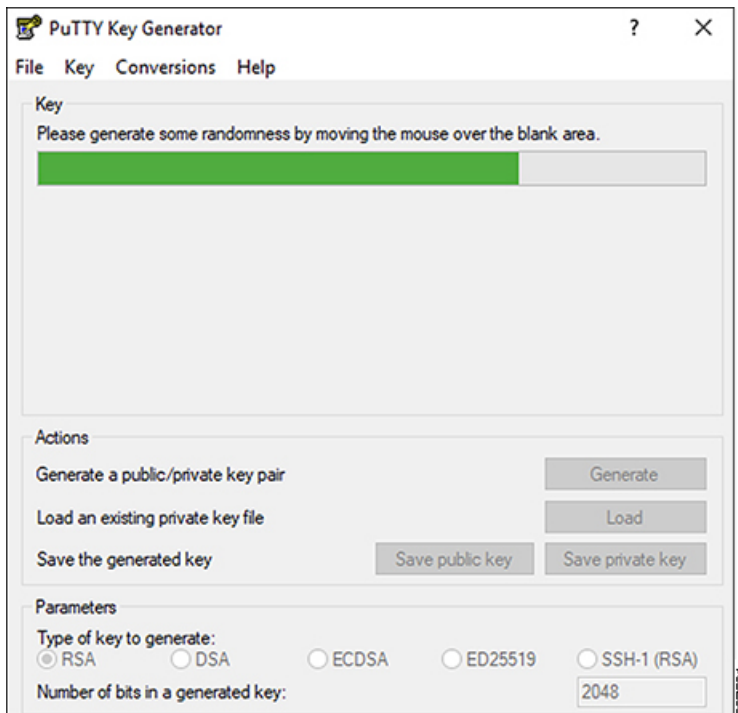 PuTTY Key Generator ? ×
File Key Conversions Help
Key
Please generate some randomness by moving the mouse over the blank area.
Actions
Generate a public/private key pair Generate
Load an existing private key file Load
Save the generated key Save public key Save private key
Parameters
Type of key to generate:
RSA DSA ECDSA ED25519 SSH-1 (RSA)
Number of bits in a generated key: 2048